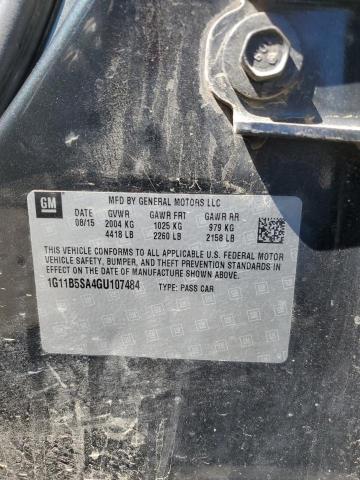 GM
MFD BY GENERAL MOTORS LLC
DATE GVWR GAWR FRT GAWR RR
08/15 2004 KG 1025 KG 979 KG
4418 LB 2260 LB 2158 LB
THIS VEHICLE CONFORMS TO ALL APPLICABLE U.S. FEDERAL MOTOR
VEHICLE SAFETY, BUMPER, AND THEFT PREVENTION STANDARDS IN
EFFECT ON THE DATE OF MANUFACTURE SHOWN ABOVE.
1G11B5SA4GU107484 TYPE: PASS CAR